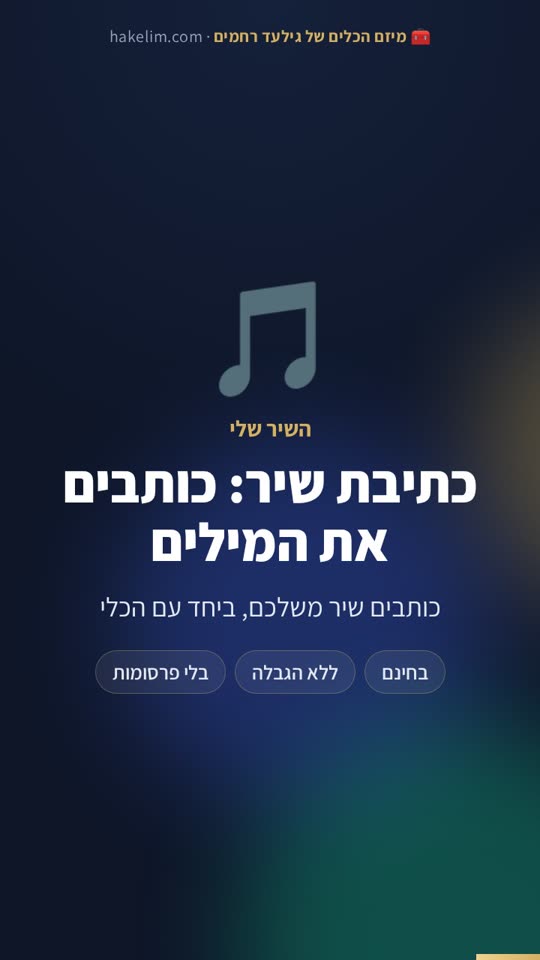 🧰 מיזם הכלים של גילעד רחמים · hakelim.com
השיר שלי
כתיבת שיר: כותבים
את המילים
כותבים שיר משלכם, ביחד עם הכלי
בחינם
ללא הגבלה
בלי פרסומות